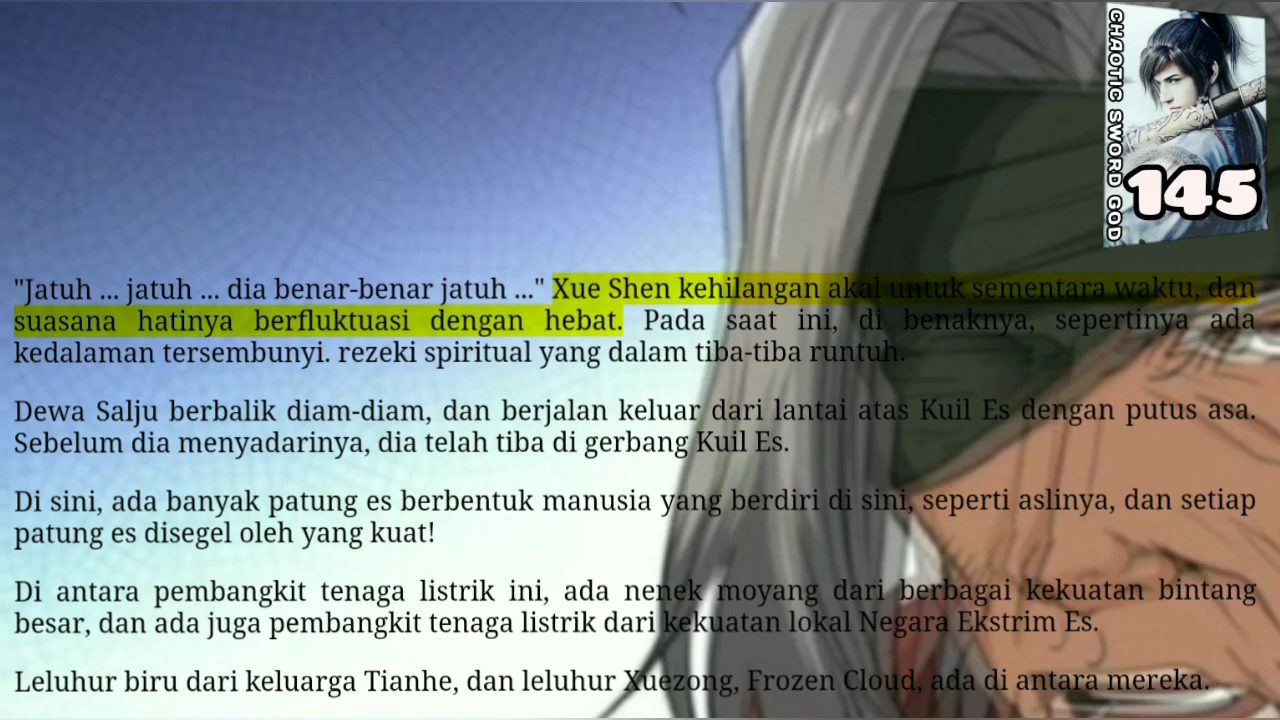 CHAOTIC SWORD GOD
145
"Jatuh ... jatuh ... dia benar-benar jatuh ..." Xue Shen kehilangan akal untuk sementara waktu, dan
suasana hatinya berfluktuasi dengan hebat. Pada saat ini, di benaknya, sepertinya ada
kedalaman tersembunyi. rezeki spiritual yang dalam tiba-tiba runtuh.
Dewa Salju berbalik diam-diam, dan berjalan keluar dari lantai atas Kuil Es dengan putus asa.
Sebelum dia menyadarinya, dia telah tiba di gerbang Kuil Es.
Di sini, ada banyak patung es berbentuk manusia yang berdiri di sini, seperti aslinya, dan setiap
patung es disegel oleh yang kuat!
Di antara pembangkit tenaga listrik ini, ada nenek moyang dari berbagai kekuatan bintang
besar, dan ada juga pembangkit tenaga listrik dari kekuatan lokal Negara Ekstrim Es.
Leluhur biru dari keluarga Tianhe, dan leluhur Xuezong, Frozen Cloud, ada di antara mereka.